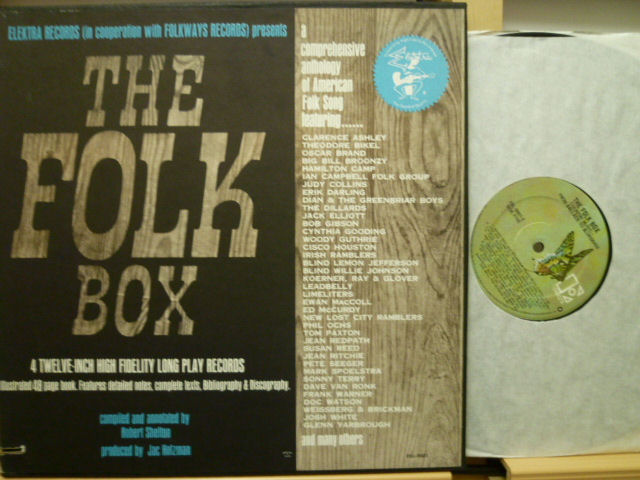 ELEKTRA RECORDS (in cooperation with FOLKWAYS RECORDS) presents
THE
FOLK
BOX
4 TWELVE-INCH HIGH FIDELITY LONG PLAY RECORDS
Illustrated 48 page book. Features detailed notes, complete texts, Bibliography & Discography.
compiled and annotated by
Robert Shelton
produced by Jac Holzman
a
comprehensive
anthology
of American
Folk Song
featuring......
CLARENCE ASHLEY
THEODORE BIKEL
OSCAR BRAND
BIG BILL BROONZY
HAMILTON CAMP
IAN CAMPBELL FOLK GROUP
JUDY COLLINS
ERIK DARLING
DIAN & THE GREENBRIAR BOYS
THE DILLARDS
JACK ELLIOTT
BOB GIBSON
CYNTHIA GOODING
WOODY GUTHRIE
CISCO HOUSTON
IRISH RAMBLERS
BLIND LEMON JEFFERSON
BLIND WILLIE JOHNSON
KOERNER, RAY & GLOVER
LEADBELLY
LIMELITERS
EWAN MacCOLL
ED McCURDY
NEW LOST CITY RAMBLERS
PHIL OCHS
TOM PAXTON
JEAN REDPATH
SUSAN REED
JEAN RITCHIE
PETE SEEGER
MARK SPOELSTRA
SONNY TERRY
DAVE VAN RONK
FRANK WARNER
DOC WATSON
WEISSBERG & BRICKMAN
JOSH WHITE
GLENN YARBROUGH
and many others
THE FOLK BOX